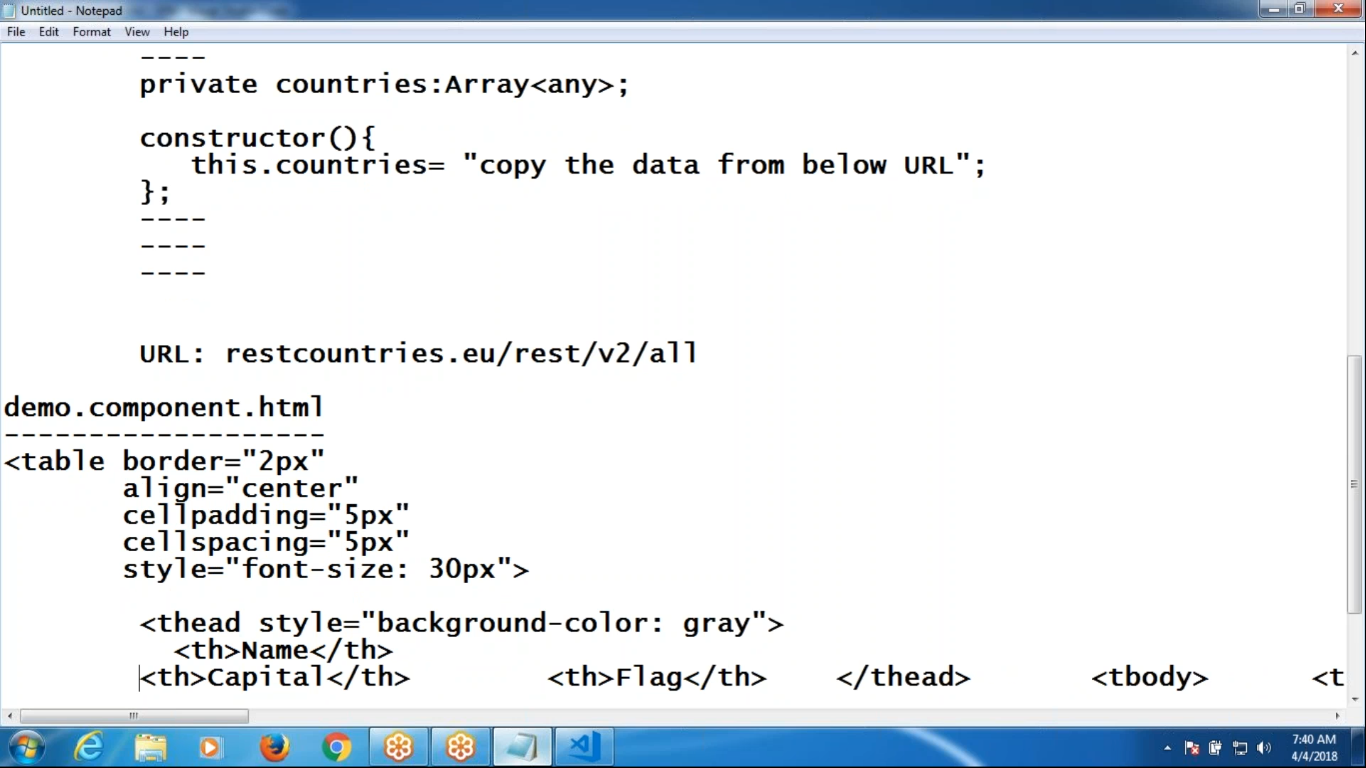 Untitled - Notepad
File Edit Format View Help
----
private countries:Array<any>;
constructor(){
this.countries= "copy the data from below URL";
};
----
----
----
URL: restcountries.eu/rest/v2/all
demo.component.html
-------------------
<table border="2px"
align="center"
cellpadding="5px"
cellspacing="5px"
style="font-size: 30px">
<thead style="background-color: gray">
<th>Name</th>
<th>Capital</th> <th>Flag</th> </thead> <tbody> <t
7:40 AM
4/4/2018